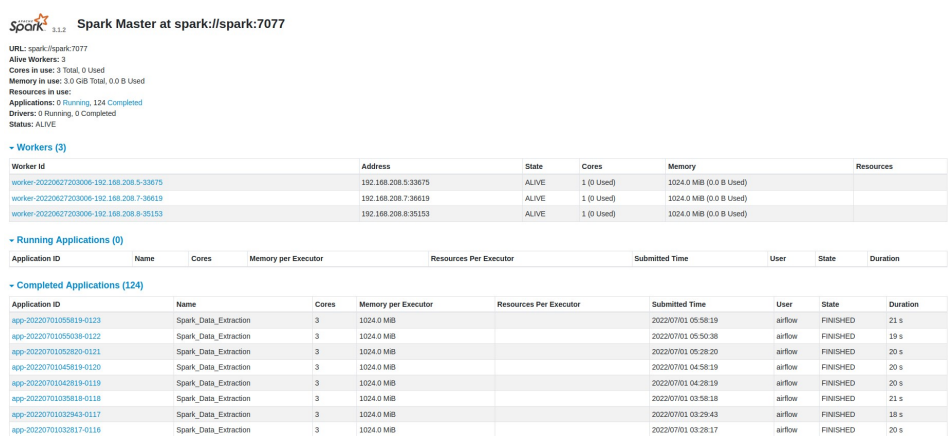 APACHE
Spark 3.1.2 Spark Master at spark://spark:7077
URL: spark://spark:7077
Alive Workers: 3
Cores in use: 3 Total, 0 Used
Memory in use: 3.0 GiB Total, 0.0 B Used
Resources in use:
Applications: 0 Running, 124 Completed
Drivers: 0 Running, 0 Completed
Status: ALIVE
Workers (3)
Worker Id Address State Cores Memory Resources
worker-20220627203006-192.168.208.5-33675 192.168.208.5:33675 ALIVE 1 (0 Used) 1024.0 MiB (0.0 B Used)
worker-20220627203006-192.168.208.7-36619 192.168.208.7:36619 ALIVE 1 (0 Used) 1024.0 MiB (0.0 B Used)
worker-20220627203006-192.168.208.8-35153 192.168.208.8:35153 ALIVE 1 (0 Used) 1024.0 MiB (0.0 B Used)
Running Applications (0)
Application ID Name Cores Memory per Executor Resources Per Executor Submitted Time User State Duration
Completed Applications (124)
Application ID Name Cores Memory per Executor Resources Per Executor Submitted Time User State Duration
app-20220701055819-0123 Spark_Data_Extraction 3 1024.0 MiB 2022/07/01 05:58:19 airflow FINISHED 21 s
app-20220701055038-0122 Spark_Data_Extraction 3 1024.0 MiB 2022/07/01 05:50:38 airflow FINISHED 19 s
app-20220701052820-0121 Spark_Data_Extraction 3 1024.0 MiB 2022/07/01 05:28:20 airflow FINISHED 20 s
app-20220701045819-0120 Spark_Data_Extraction 3 1024.0 MiB 2022/07/01 04:58:19 airflow FINISHED 20 s
app-20220701042819-0119 Spark_Data_Extraction 3 1024.0 MiB 2022/07/01 04:28:19 airflow FINISHED 20 s
app-20220701035818-0118 Spark_Data_Extraction 3 1024.0 MiB 2022/07/01 03:58:18 airflow FINISHED 21 s
app-20220701032943-0117 Spark_Data_Extraction 3 1024.0 MiB 2022/07/01 03:29:43 airflow FINISHED 18 s
app-20220701032817-0116 Spark_Data_Extraction 3 1024.0 MiB 2022/07/01 03:28:17 airflow FINISHED 20 s